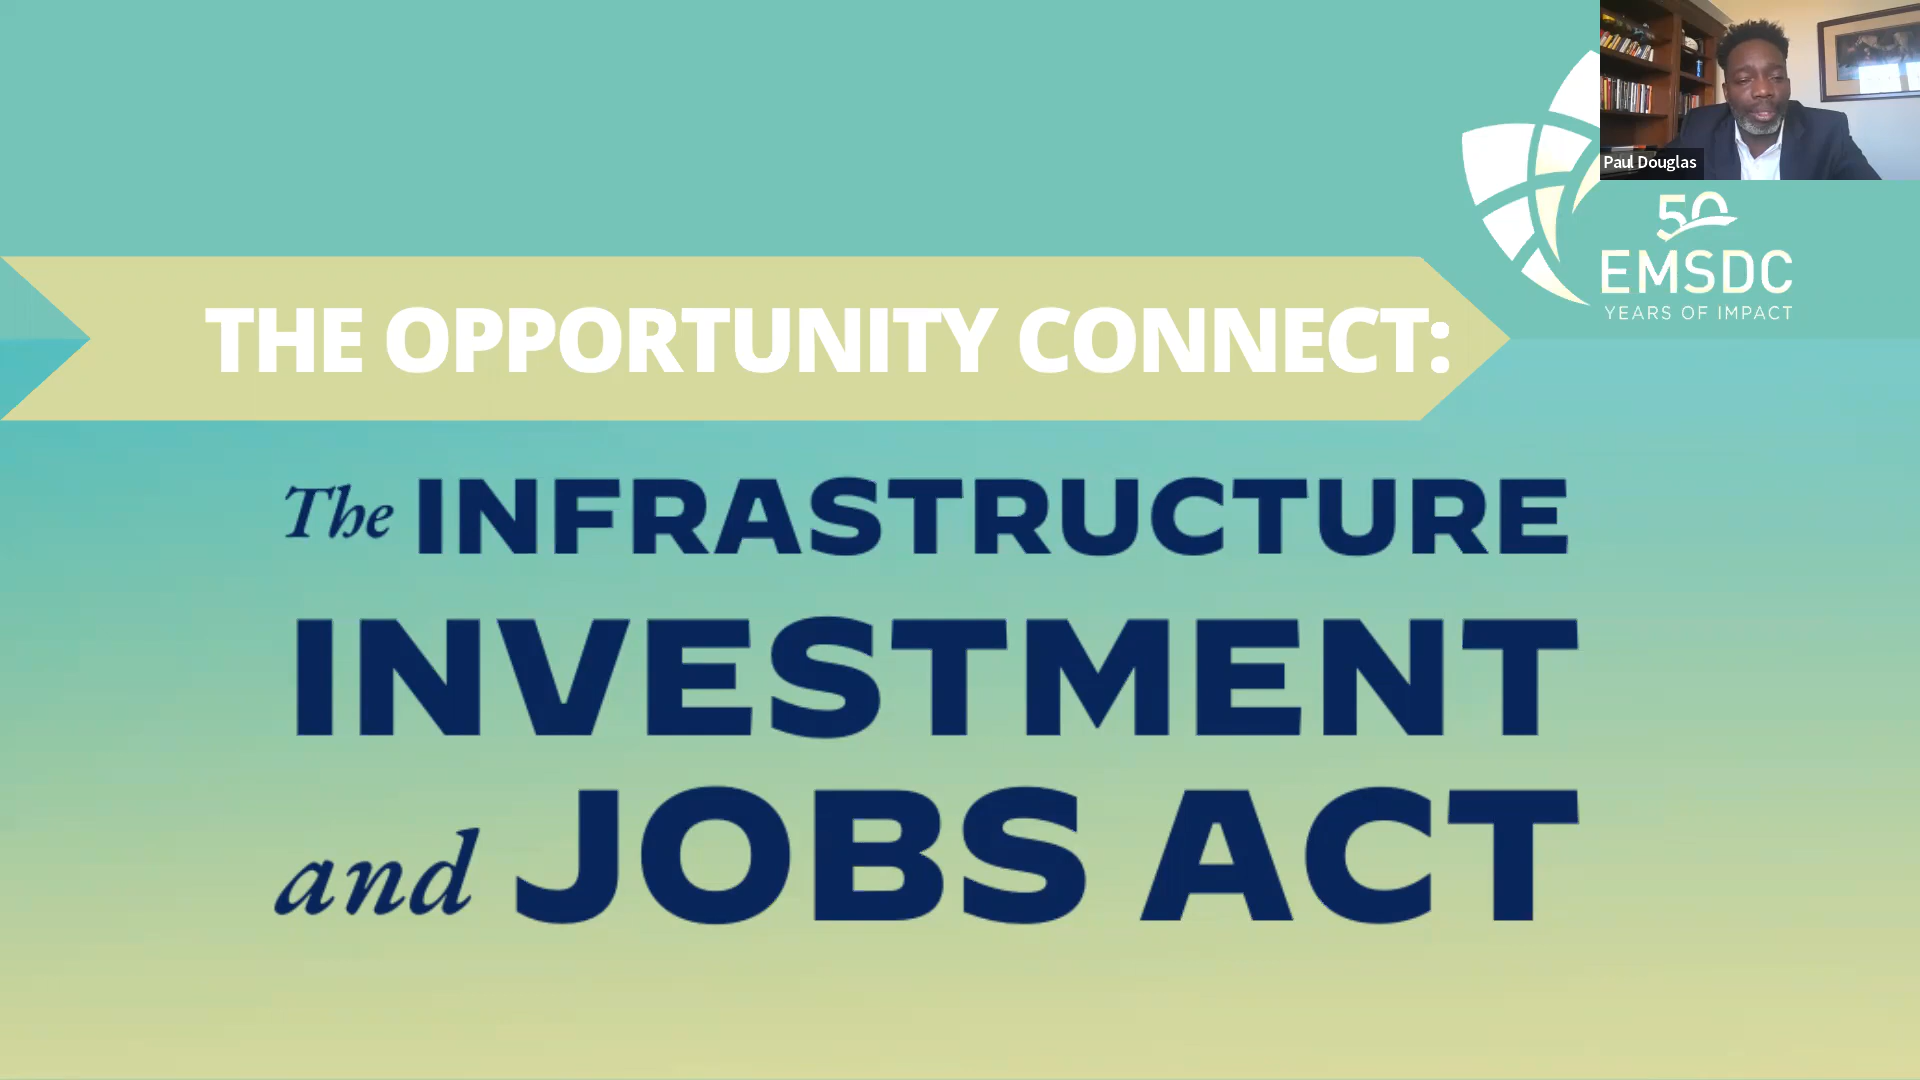 Paul Douglas
50
EMSDC
YEARS OF IMPACT
THE OPPORTUNITY CONNECT:
The INFRASTRUCTURE
INVESTMENT
and JOBS ACT